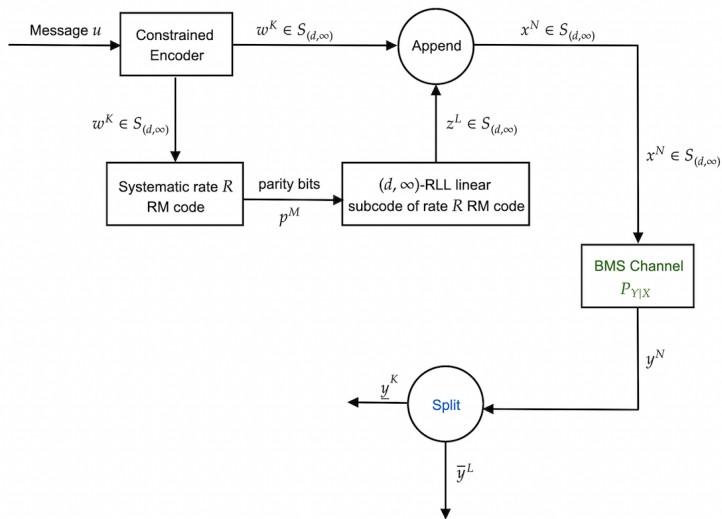 Message u
Constrained
Encoder
w^K ∈ S_(d,∞)
Append
x^N ∈ S_(d,∞)
w^K ∈ S_(d,∞)
z^L ∈ S_(d,∞)
x^N ∈ S_(d,∞)
Systematic rate R
RM code
parity bits
p^M
(d, ∞)-RLL linear
subcode of rate R RM code
BMS Channel
P_Y|X
y^N
y̲^K
Split
y̅^L